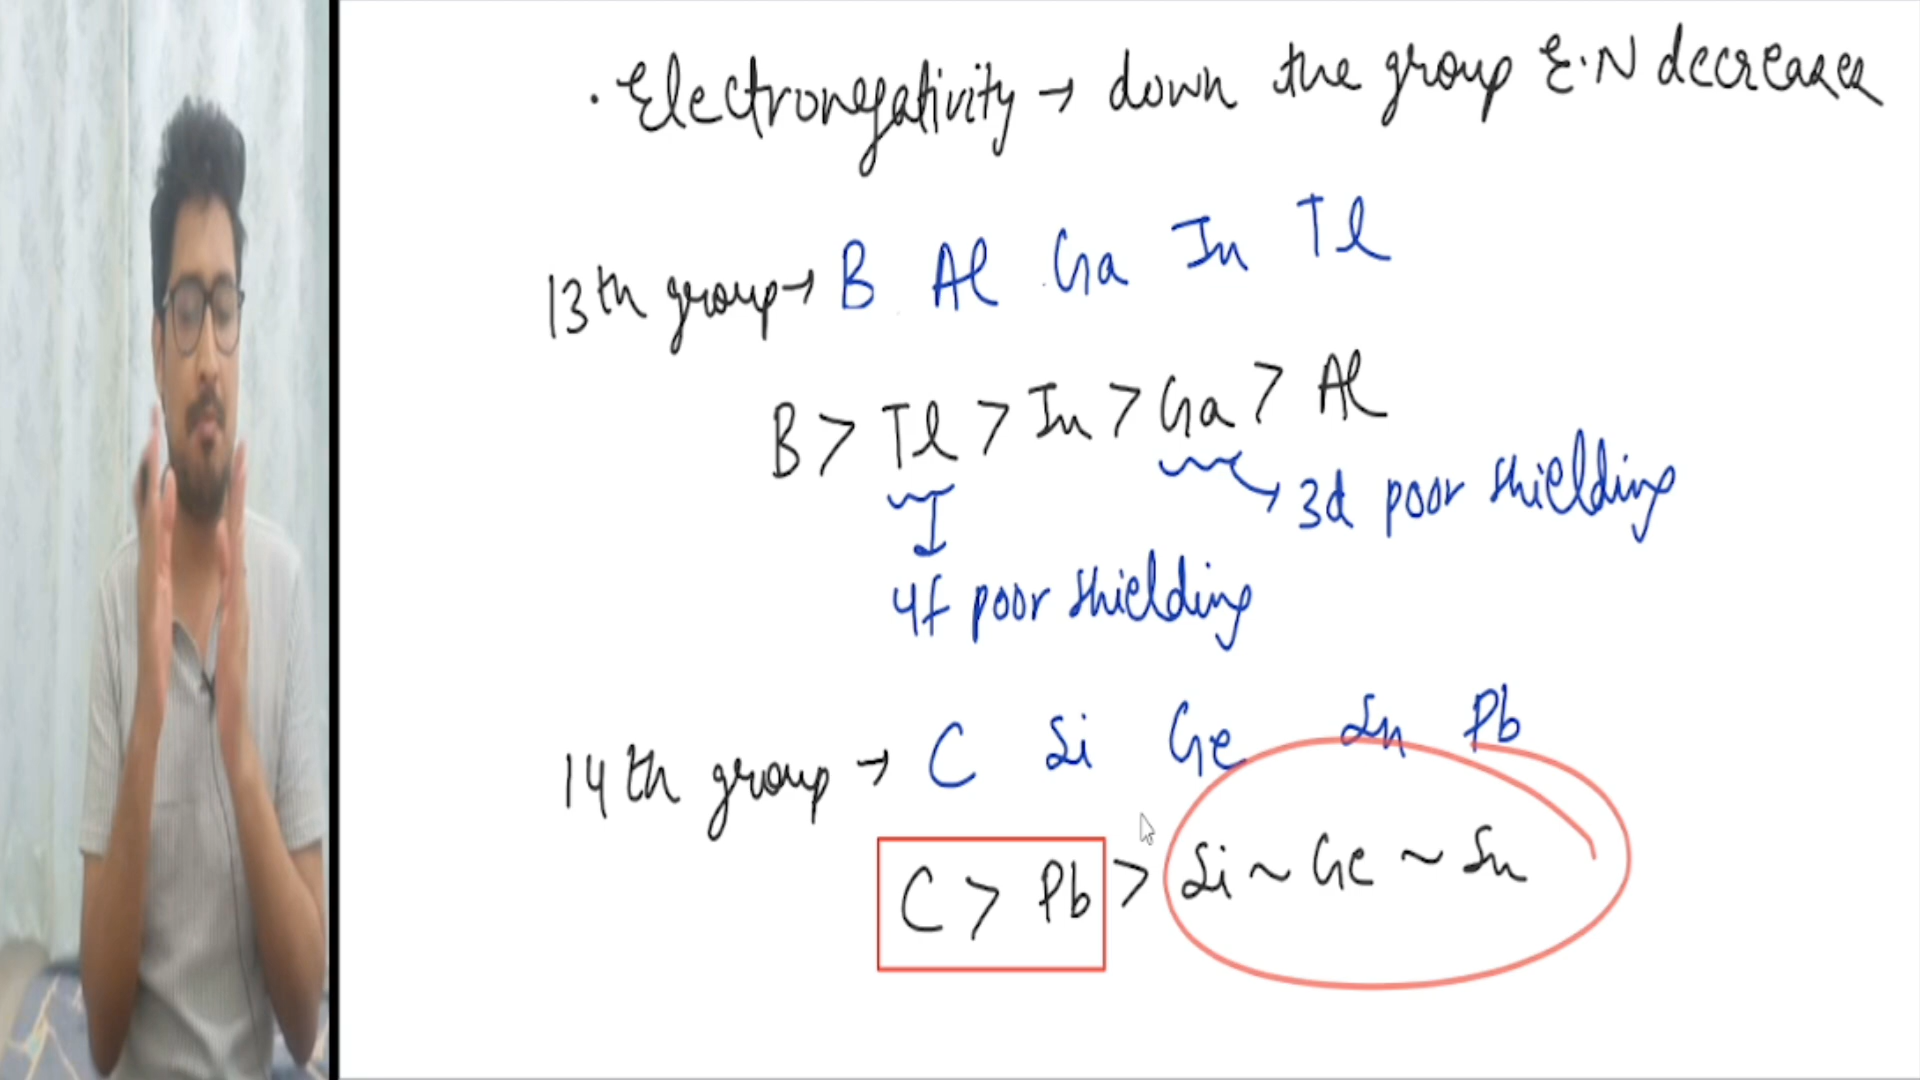 · Electronegativity → down the group E.N decreases
13th group → B Al Ga In Tl
B > Tl > In > Ga > Al
3d poor shielding
4f poor shielding
14th group → C Si Ge Sn Pb
C > Pb > Si ~ Ge ~ Sn